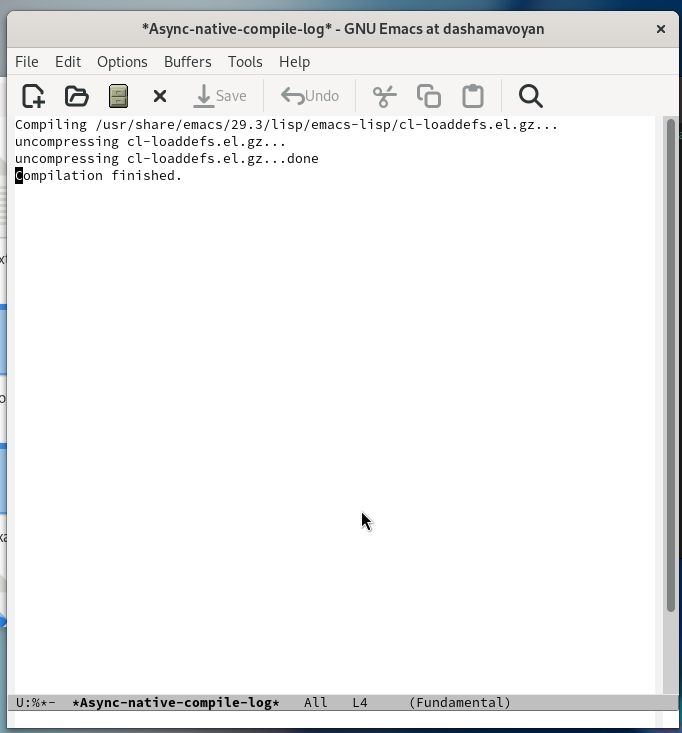 *Async-native-compile-log* - GNU Emacs at dashamavoyan
File Edit Options Buffers Tools Help
Save Undo
Compiling /usr/share/emacs/29.3/lisp/emacs-lisp/cl-loaddefs.el.gz...
uncompressing cl-loaddefs.el.gz...
uncompressing cl-loaddefs.el.gz...done
Compilation finished.
U:%*- *Async-native-compile-log* All L4 (Fundamental)